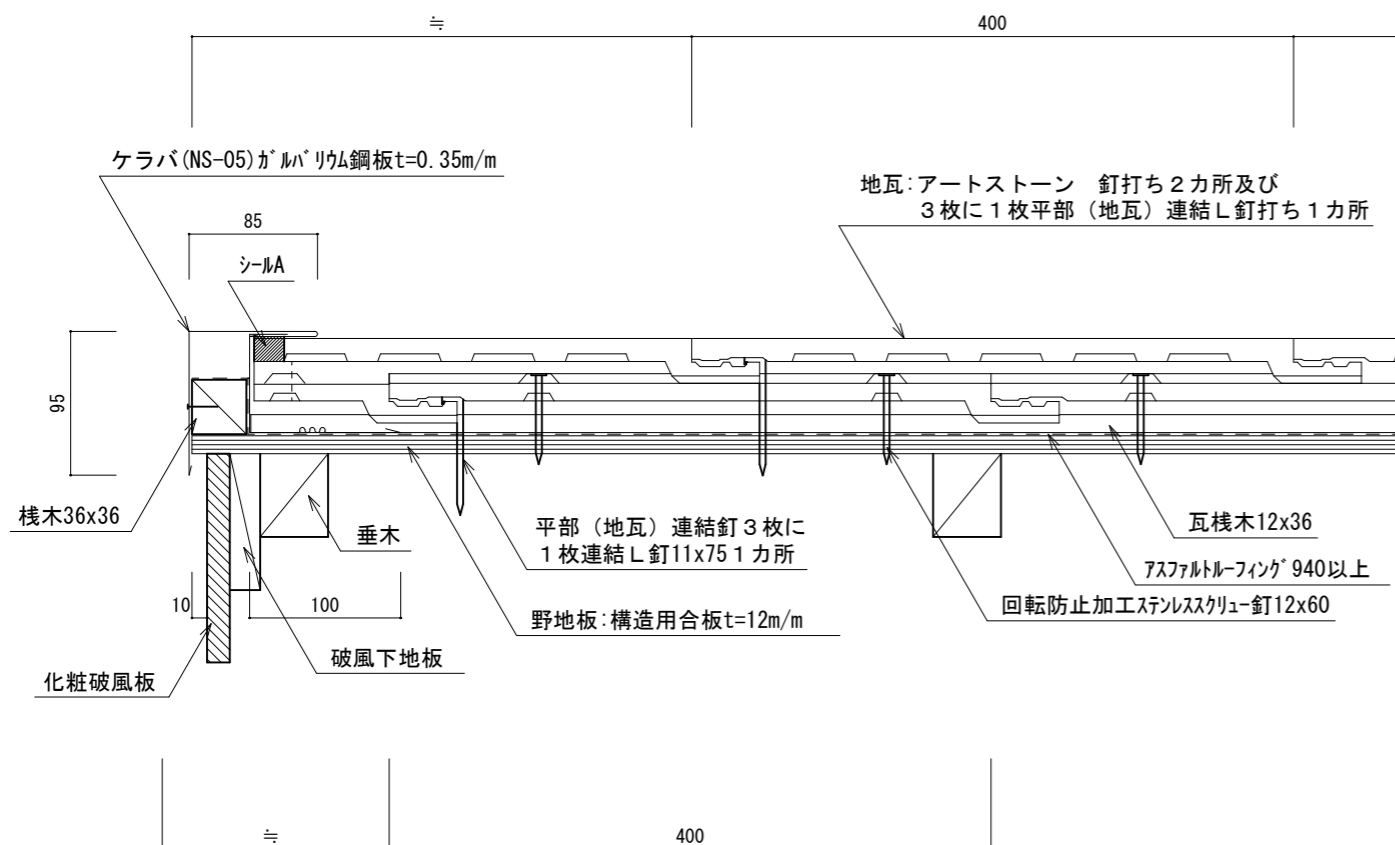 ≒
400
ケラバ(NS-05)ガルバリウム鋼板t=0.35m/m
地瓦:アートストーン　釘打ち２カ所及び
３枚に１枚平部（地瓦）連結Ｌ釘打ち１カ所
85
シールA
95
桟木36x36
垂木
平部（地瓦）連結釘３枚に
１枚連結Ｌ釘11x75１カ所
瓦桟木12x36
アスファルトルーフィング940以上
回転防止加工ステンレススクリュー釘12x60
10
100
野地板:構造用合板t=12m/m
破風下地板
化粧破風板
≒
400